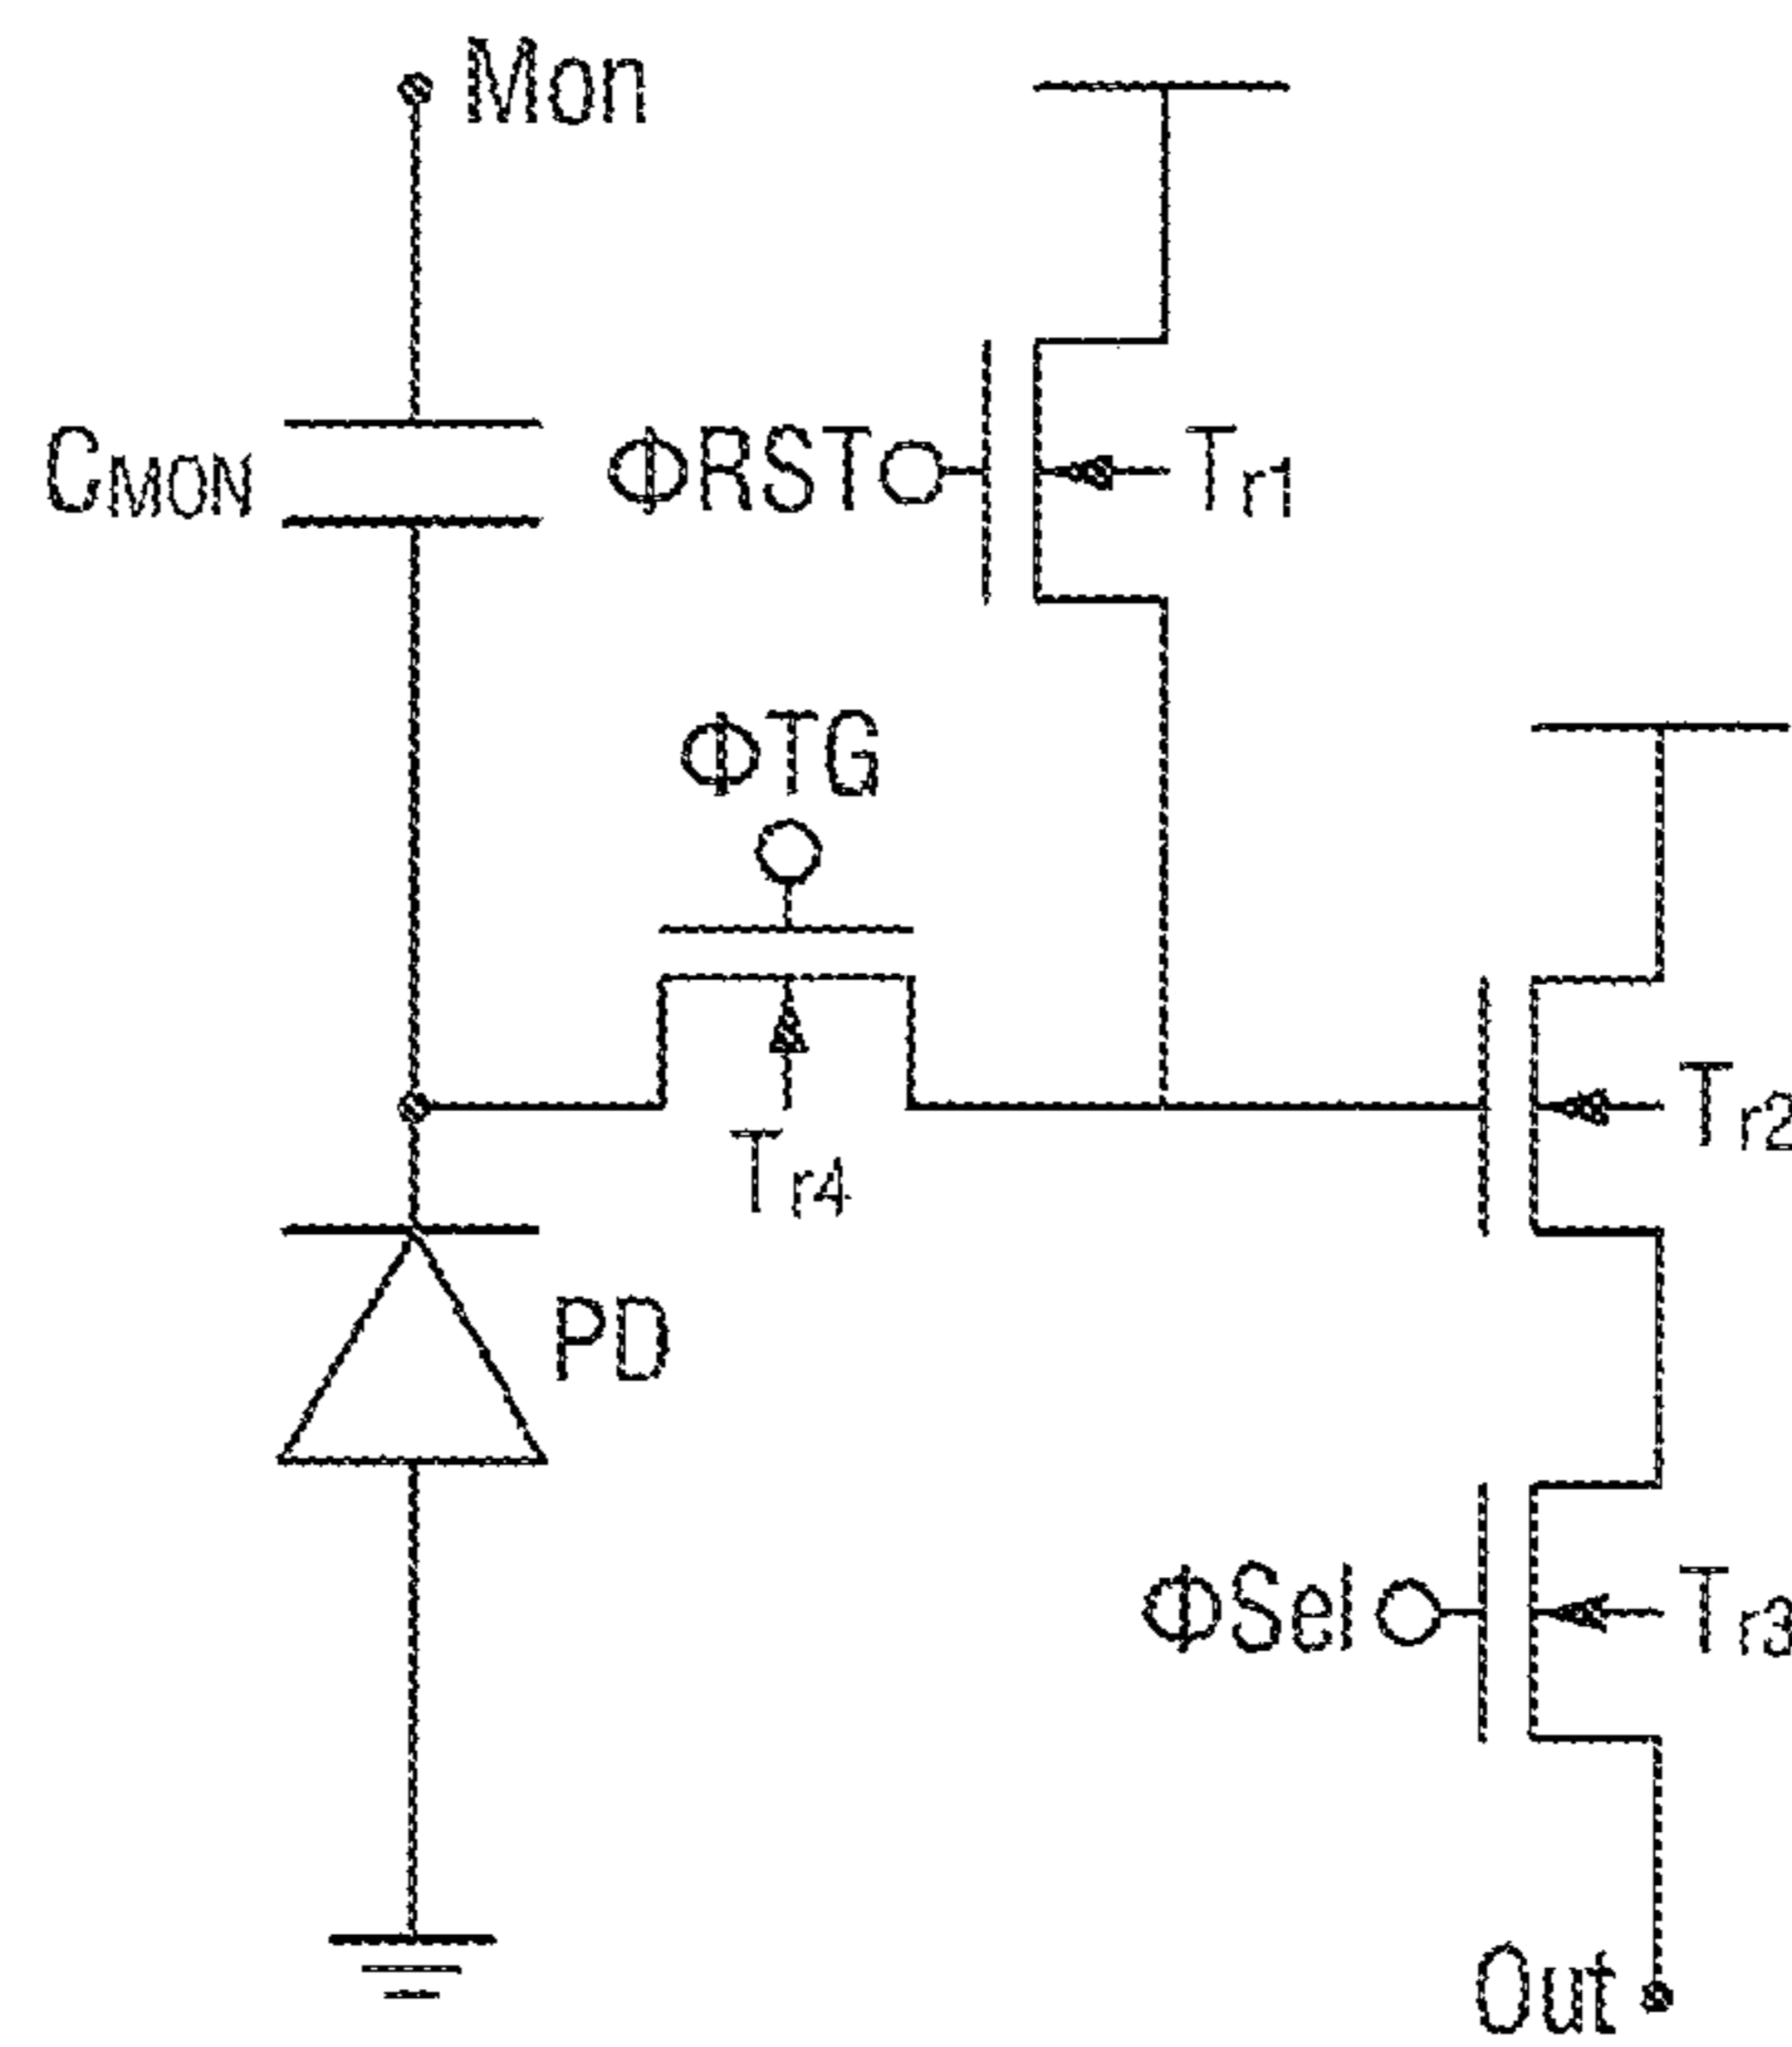 Mon
CMON
ΦRST
Tr1
ΦTG
Tr2
Tr4
PD
ΦSel
Tr3
Out